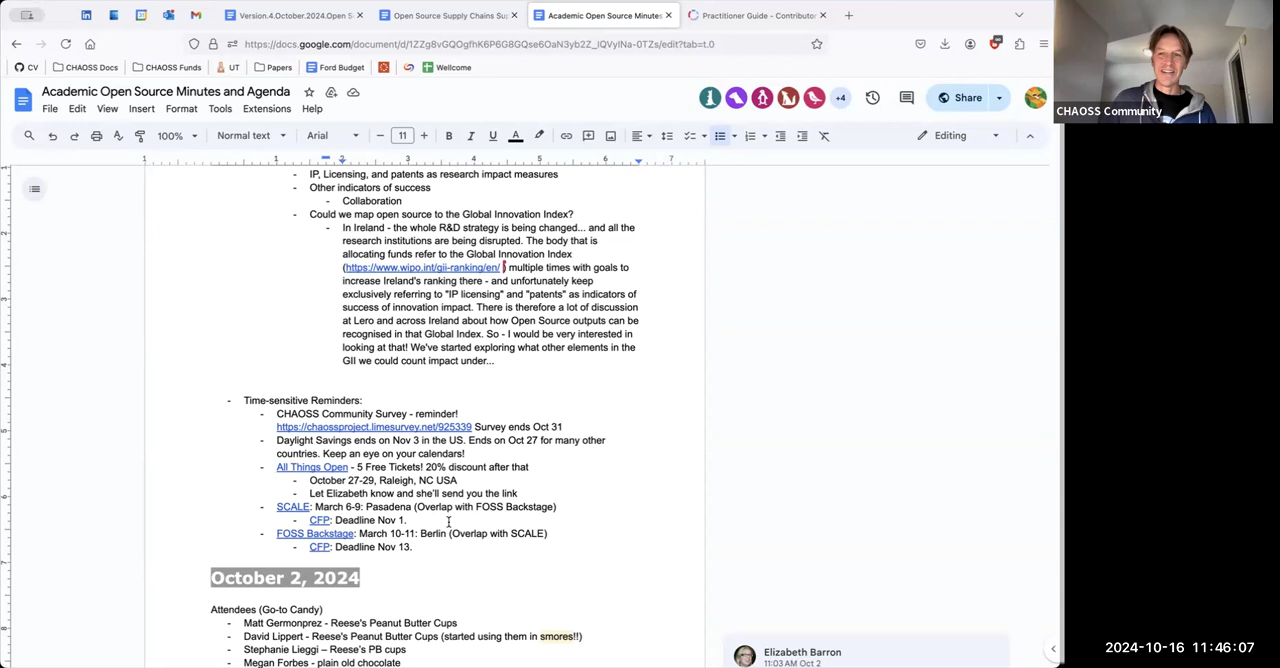 Version.4.October.2024.Open S
Open Source Supply Chains Su
Academic Open Source Minutes
Practitioner Guide - Contributor
https://docs.google.com/document/d/1ZZg8vGQOgfhK6P6G8GQse6OaN3yb2Z_lQVylNa-0TZs/edit?tab=t.0
CV
CHAOSS Docs
CHAOSS Funds
UT
Papers
Ford Budget
Wellcome
Academic Open Source Minutes and Agenda
File Edit View Insert Format Tools Extensions Help
+4
Share
100%
Normal text
Arial
11
B I U A
Editing
1 1 2 3 4 5 6 7
- IP, Licensing, and patents as research impact measures
- Other indicators of success
- Collaboration
- Could we map open source to the Global Innovation Index?
- In Ireland - the whole R&D strategy is being changed... and all the
research institutions are being disrupted. The body that is
allocating funds refer to the Global Innovation Index
(https://www.wipo.int/gii-ranking/en/ ) multiple times with goals to
increase Ireland's ranking there - and unfortunately keep
exclusively referring to "IP licensing" and "patents" as indicators of
success of innovation impact. There is therefore a lot of discussion
at Lero and across Ireland about how Open Source outputs can be
recognised in that Global Index. So - I would be very interested in
looking at that! We've started exploring what other elements in the
GII we could count impact under...
- Time-sensitive Reminders:
- CHAOSS Community Survey - reminder!
https://chaossproject.limesurvey.net/925339 Survey ends Oct 31
- Daylight Savings ends on Nov 3 in the US. Ends on Oct 27 for many other
countries. Keep an eye on your calendars!
- All Things Open - 5 Free Tickets! 20% discount after that
- October 27-29, Raleigh, NC USA
- Let Elizabeth know and she'll send you the link
- SCALE: March 6-9: Pasadena (Overlap with FOSS Backstage)
- CFP: Deadline Nov 1.
- FOSS Backstage: March 10-11: Berlin (Overlap with SCALE)
- CFP: Deadline Nov 13.
October 2, 2024
Attendees (Go-to Candy)
- Matt Germonprez - Reese's Peanut Butter Cups
- David Lippert - Reese's Peanut Butter Cups (started using them in smores!!)
- Stephanie Lieggi – Reese's PB cups
- Megan Forbes - plain old chocolate
Elizabeth Barron
11:03 AM Oct 2
CHAOSS Community
2024-10-16 11:46:07